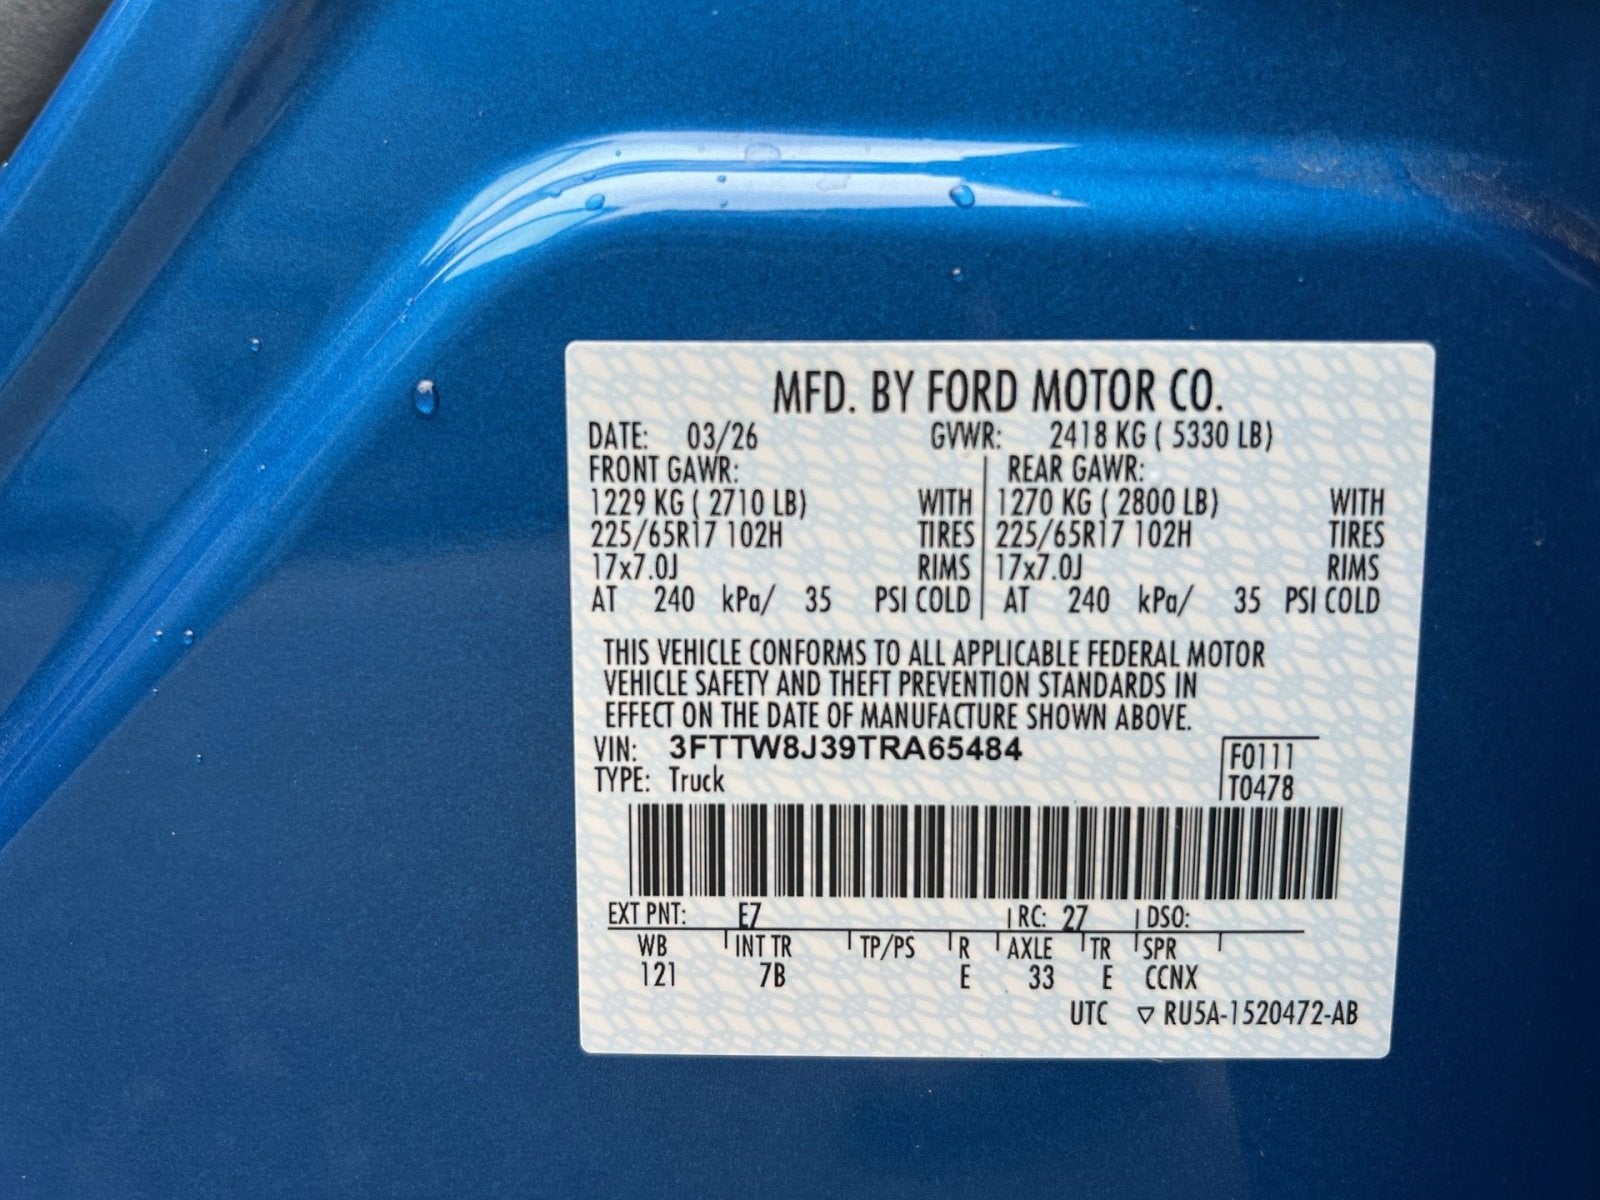 MFD. BY FORD MOTOR CO.
DATE: 03/26 GVWR: 2418 KG ( 5330 LB)
FRONT GAWR: REAR GAWR:
1229 KG ( 2710 LB) WITH 1270 KG ( 2800 LB) WITH
225/65R17 102H TIRES 225/65R17 102H TIRES
17x7.0J RIMS 17x7.0J RIMS
AT 240 kPa/ 35 PSI COLD AT 240 kPa/ 35 PSI COLD
THIS VEHICLE CONFORMS TO ALL APPLICABLE FEDERAL MOTOR
VEHICLE SAFETY AND THEFT PREVENTION STANDARDS IN
EFFECT ON THE DATE OF MANUFACTURE SHOWN ABOVE.
VIN: 3FTTW8J39TRA65484 F0111
TYPE: Truck T0478
EXT PNT: E7 RC: 27 DSO:
WB INT TR TP/PS R AXLE TR SPR
121 7B E 33 E CCNX
UTC ▽ RU5A-1520472-AB